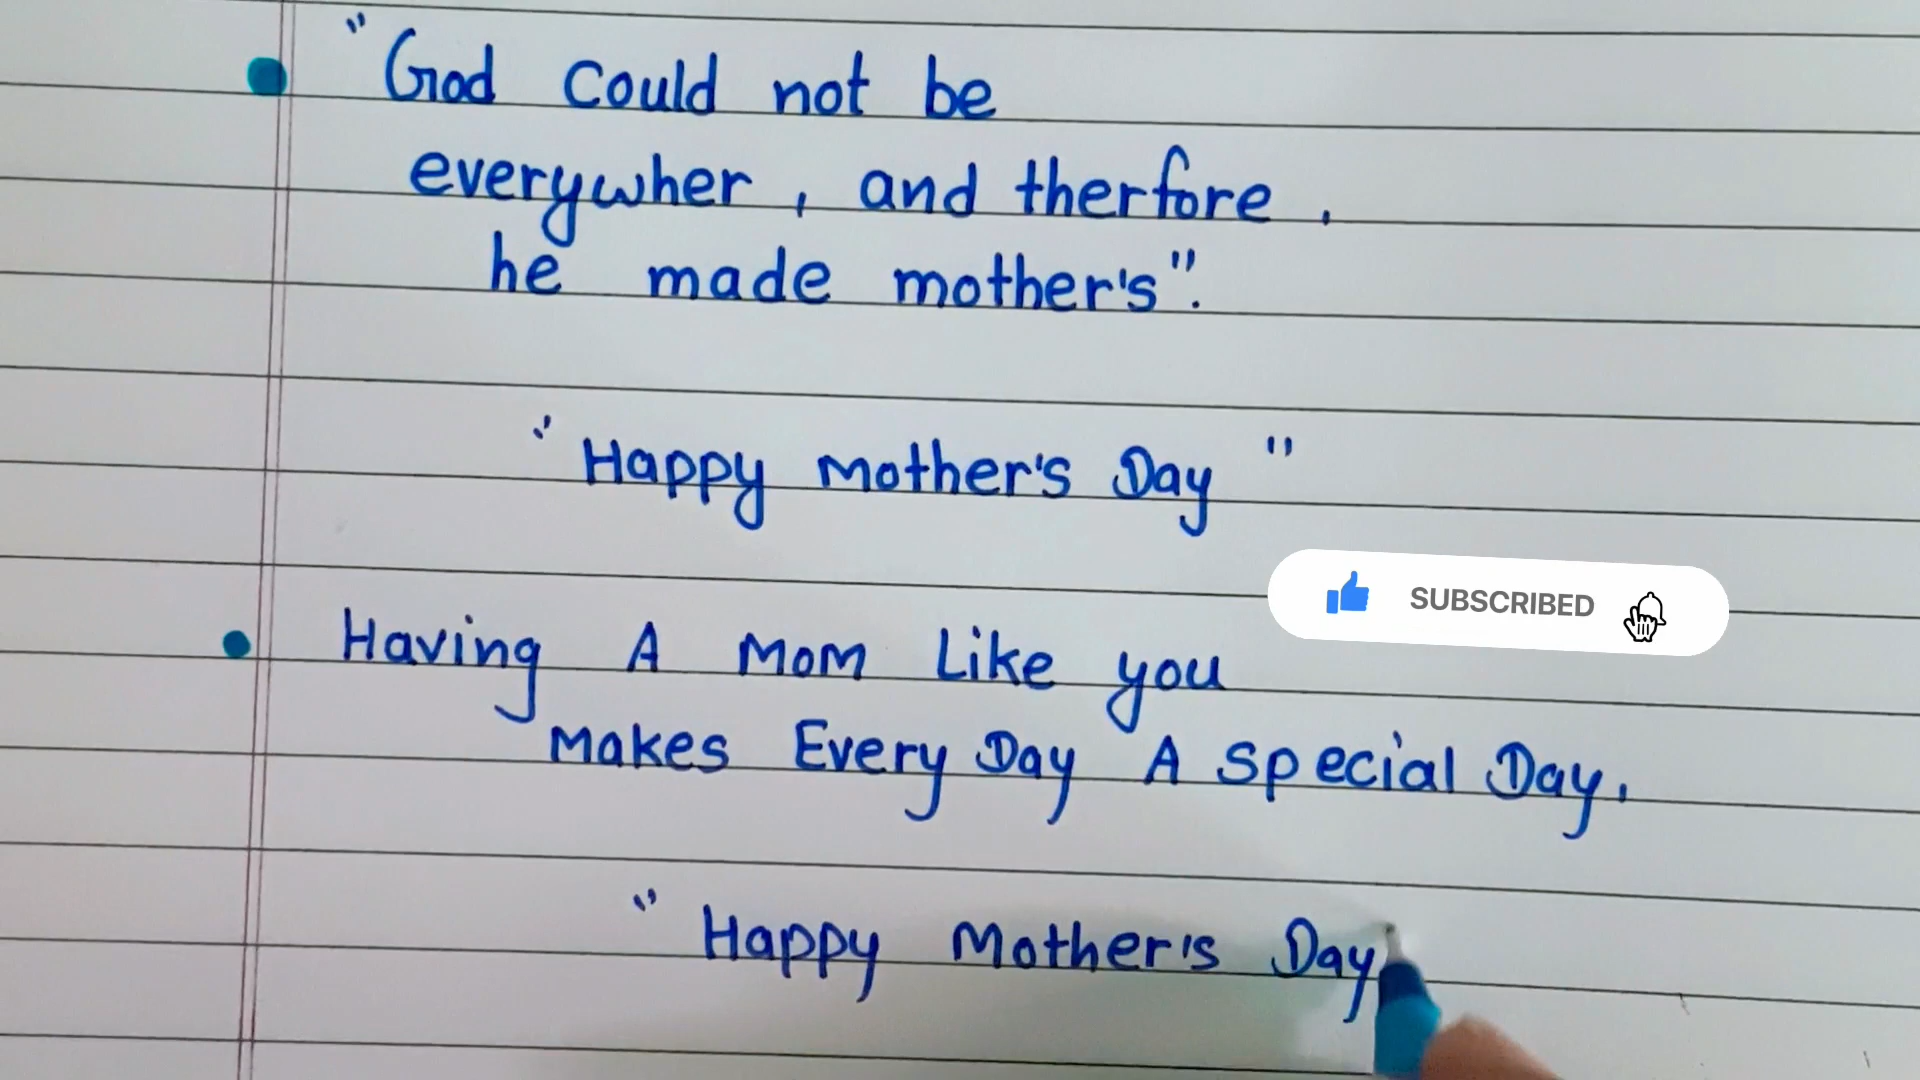 "God could not be
everywher, and therfore.
he made mother's".
"Happy Mother's Day"
SUBSCRIBED
Having A Mom Like you
Makes Every Day A Special Day.
"Happy Mother's Day